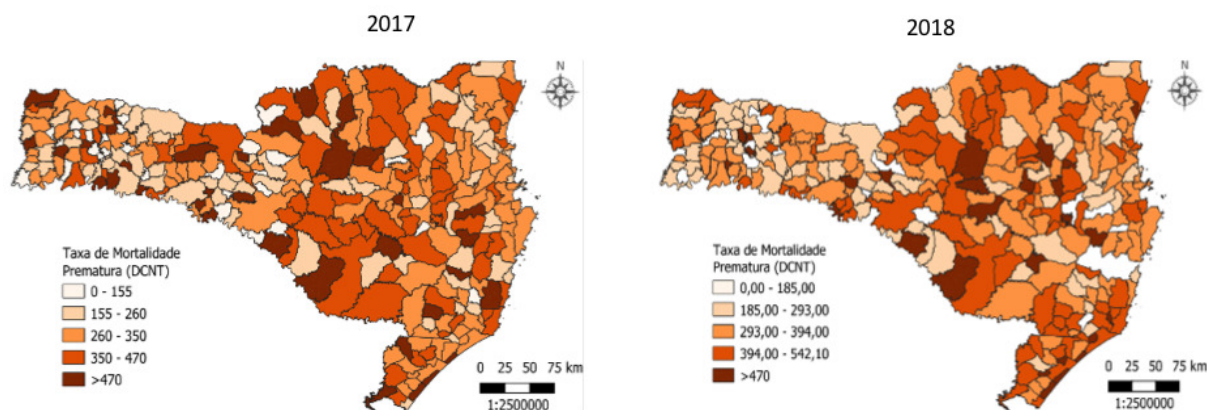 2017
N
Taxa de Mortalidade
Prematura (DCNT)
0 - 155
155 - 260
260 - 350
350 - 470
>470
0 25 50 75 km
1:2500000
2018
N
Taxa de Mortalidade
Prematura (DCNT)
0,00 - 185,00
185,00 - 293,00
293,00 - 394,00
394,00 - 542,10
>470
0 25 50 75 km
1:2500000